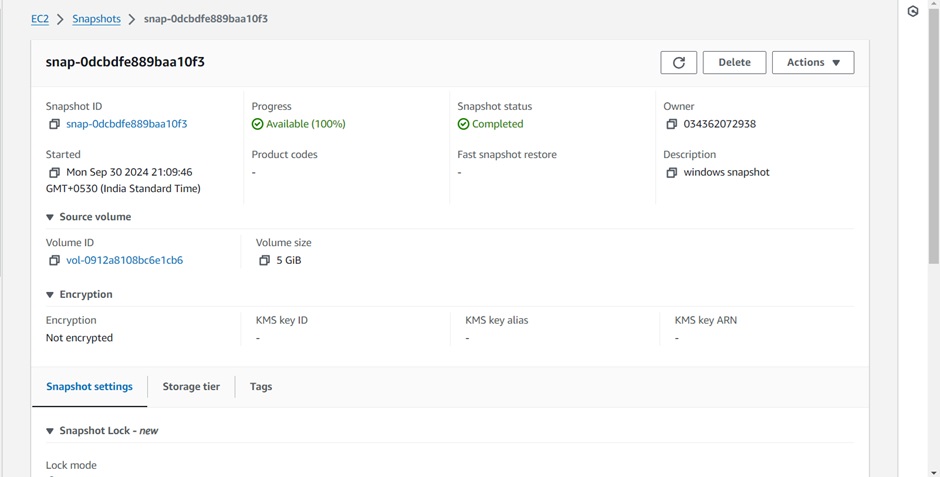 EC2 > Snapshots > snap-0dcbdfe889baa10f3
snap-0dcbdfe889baa10f3
Delete
Actions
Snapshot ID
snap-0dcbdfe889baa10f3
Progress
Available (100%)
Snapshot status
Completed
Owner
034362072938
Started
Mon Sep 30 2024 21:09:46
GMT+0530 (India Standard Time)
Product codes
-
Fast snapshot restore
-
Description
windows snapshot
Source volume
Volume ID
vol-0912a8108bc6e1cb6
Volume size
5 GiB
Encryption
Encryption
Not encrypted
KMS key ID
-
KMS key alias
-
KMS key ARN
-
Snapshot settings
Storage tier
Tags
Snapshot Lock - new
Lock mode